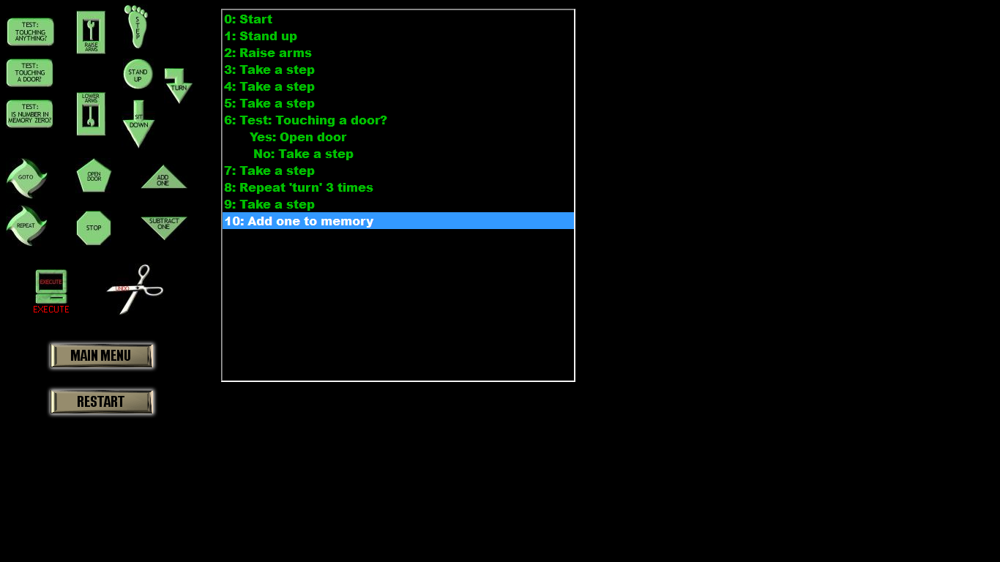 TEST:
TOUCHING
ANYTHING?
RAISE
ARMS
STEP
TEST:
TOUCHING
A DOOR?
STAND
UP
TURN
TEST:
IS NUMBER IN
MEMORY ZERO?
LOWER
ARMS
SIT
DOWN
GOTO
OPEN
DOOR
ADD
ONE
REPEAT
STOP
SUBTRACT
ONE
EXECUTE
EXECUTE
UNDO
MAIN MENU
RESTART
0: Start
1: Stand up
2: Raise arms
3: Take a step
4: Take a step
5: Take a step
6: Test: Touching a door?
Yes: Open door
No: Take a step
7: Take a step
8: Repeat 'turn' 3 times
9: Take a step
10: Add one to memory